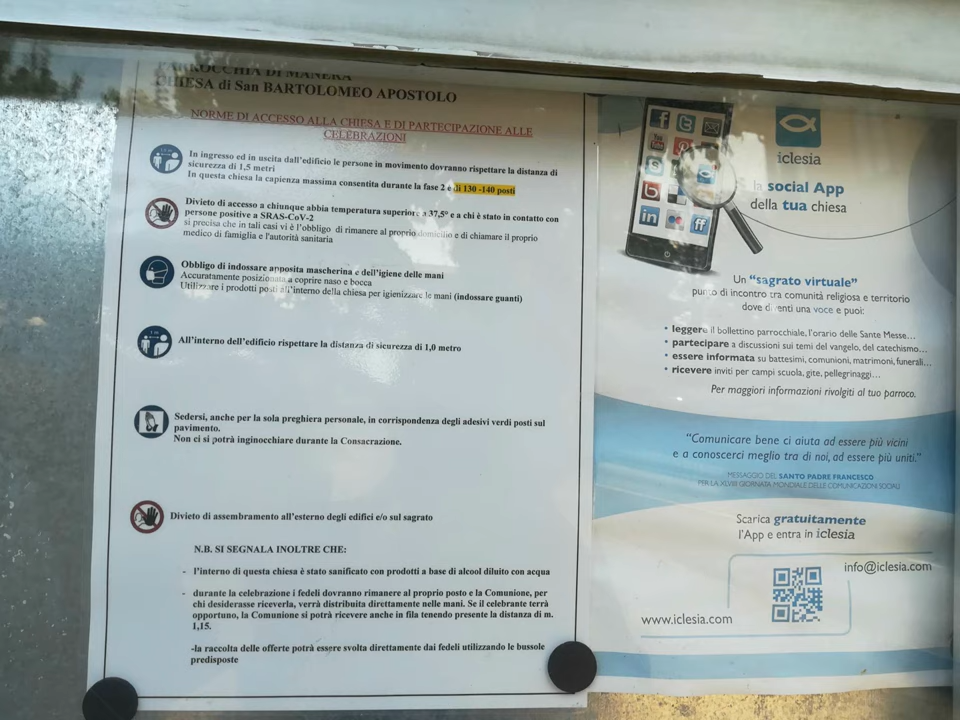 PARROCCHIA DI MANERA
CHIESA di San BARTOLOMEO APOSTOLO
NORME DI ACCESSO ALLA CHIESA E DI PARTECIPAZIONE ALLE
CELEBRAZIONI
In ingresso ed in uscita dall'edificio le persone in movimento dovranno rispettare la distanza di
sicurezza di 1,5 metri
In questa chiesa la capienza massima consentita durante la fase 2 è di 130 -140 posti
Divieto di accesso a chiunque abbia temperatura superiore a 37,5° e a chi è stato in contatto con
persone positive a SRAS-CoV-2
si precisa che in tali casi vi è l'obbligo di rimanere al proprio domicilio e di chiamare il proprio
medico di famiglia e l'autorità sanitaria
Obbligo di indossare apposita mascherina e dell'igiene delle mani
Accuratamente posizionata a coprire naso e bocca
Utilizzare i prodotti posti all'interno della chiesa per igienizzare le mani (indossare guanti)
All'interno dell'edificio rispettare la distanza di sicurezza di 1,0 metro
Sedersi, anche per la sola preghiera personale, in corrispondenza degli adesivi verdi posti sul
pavimento.
Non ci si potrà inginocchiare durante la Consacrazione.
Divieto di assembramento all'esterno degli edifici e/o sul sagrato
N.B. SI SEGNALA INOLTRE CHE:
- l'interno di questa chiesa è stato sanificato con prodotti a base di alcool diluito con acqua
- durante la celebrazione i fedeli dovranno rimanere al proprio posto e la Comunione, per
chi desiderasse riceverla, verrà distribuita direttamente nelle mani. Se il celebrante terrà
opportuno, la Comunione si potrà ricevere anche in fila tenendo presente la distanza di m.
1,15.
-la raccolta delle offerte potrà essere svolta direttamente dai fedeli utilizzando le bussole
predisposte
iclesia
la social App
della tua chiesa
Un "sagrato virtuale"
punto di incontro tra comunità religiosa e territorio
dove diventi una voce e puoi:
• leggere il bollettino parrocchiale, l'orario delle Sante Messe...
• partecipare a discussioni sui temi del vangelo, del catechismo...
• essere informata su battesimi, comunioni, matrimoni, funerali...
• ricevere inviti per campi scuola, gite, pellegrinaggi...
Per maggiori informazioni rivolgiti al tuo parroco.
"Comunicare bene ci aiuta ad essere più vicini
e a conoscerci meglio tra di noi, ad essere più uniti."
MESSAGGIO DEL SANTO PADRE FRANCESCO
PER LA XLVIII GIORNATA MONDIALE DELLE COMUNICAZIONI SOCIALI
Scarica gratuitamente
l'App e entra in iclesia
info@iclesia.com
www.iclesia.com